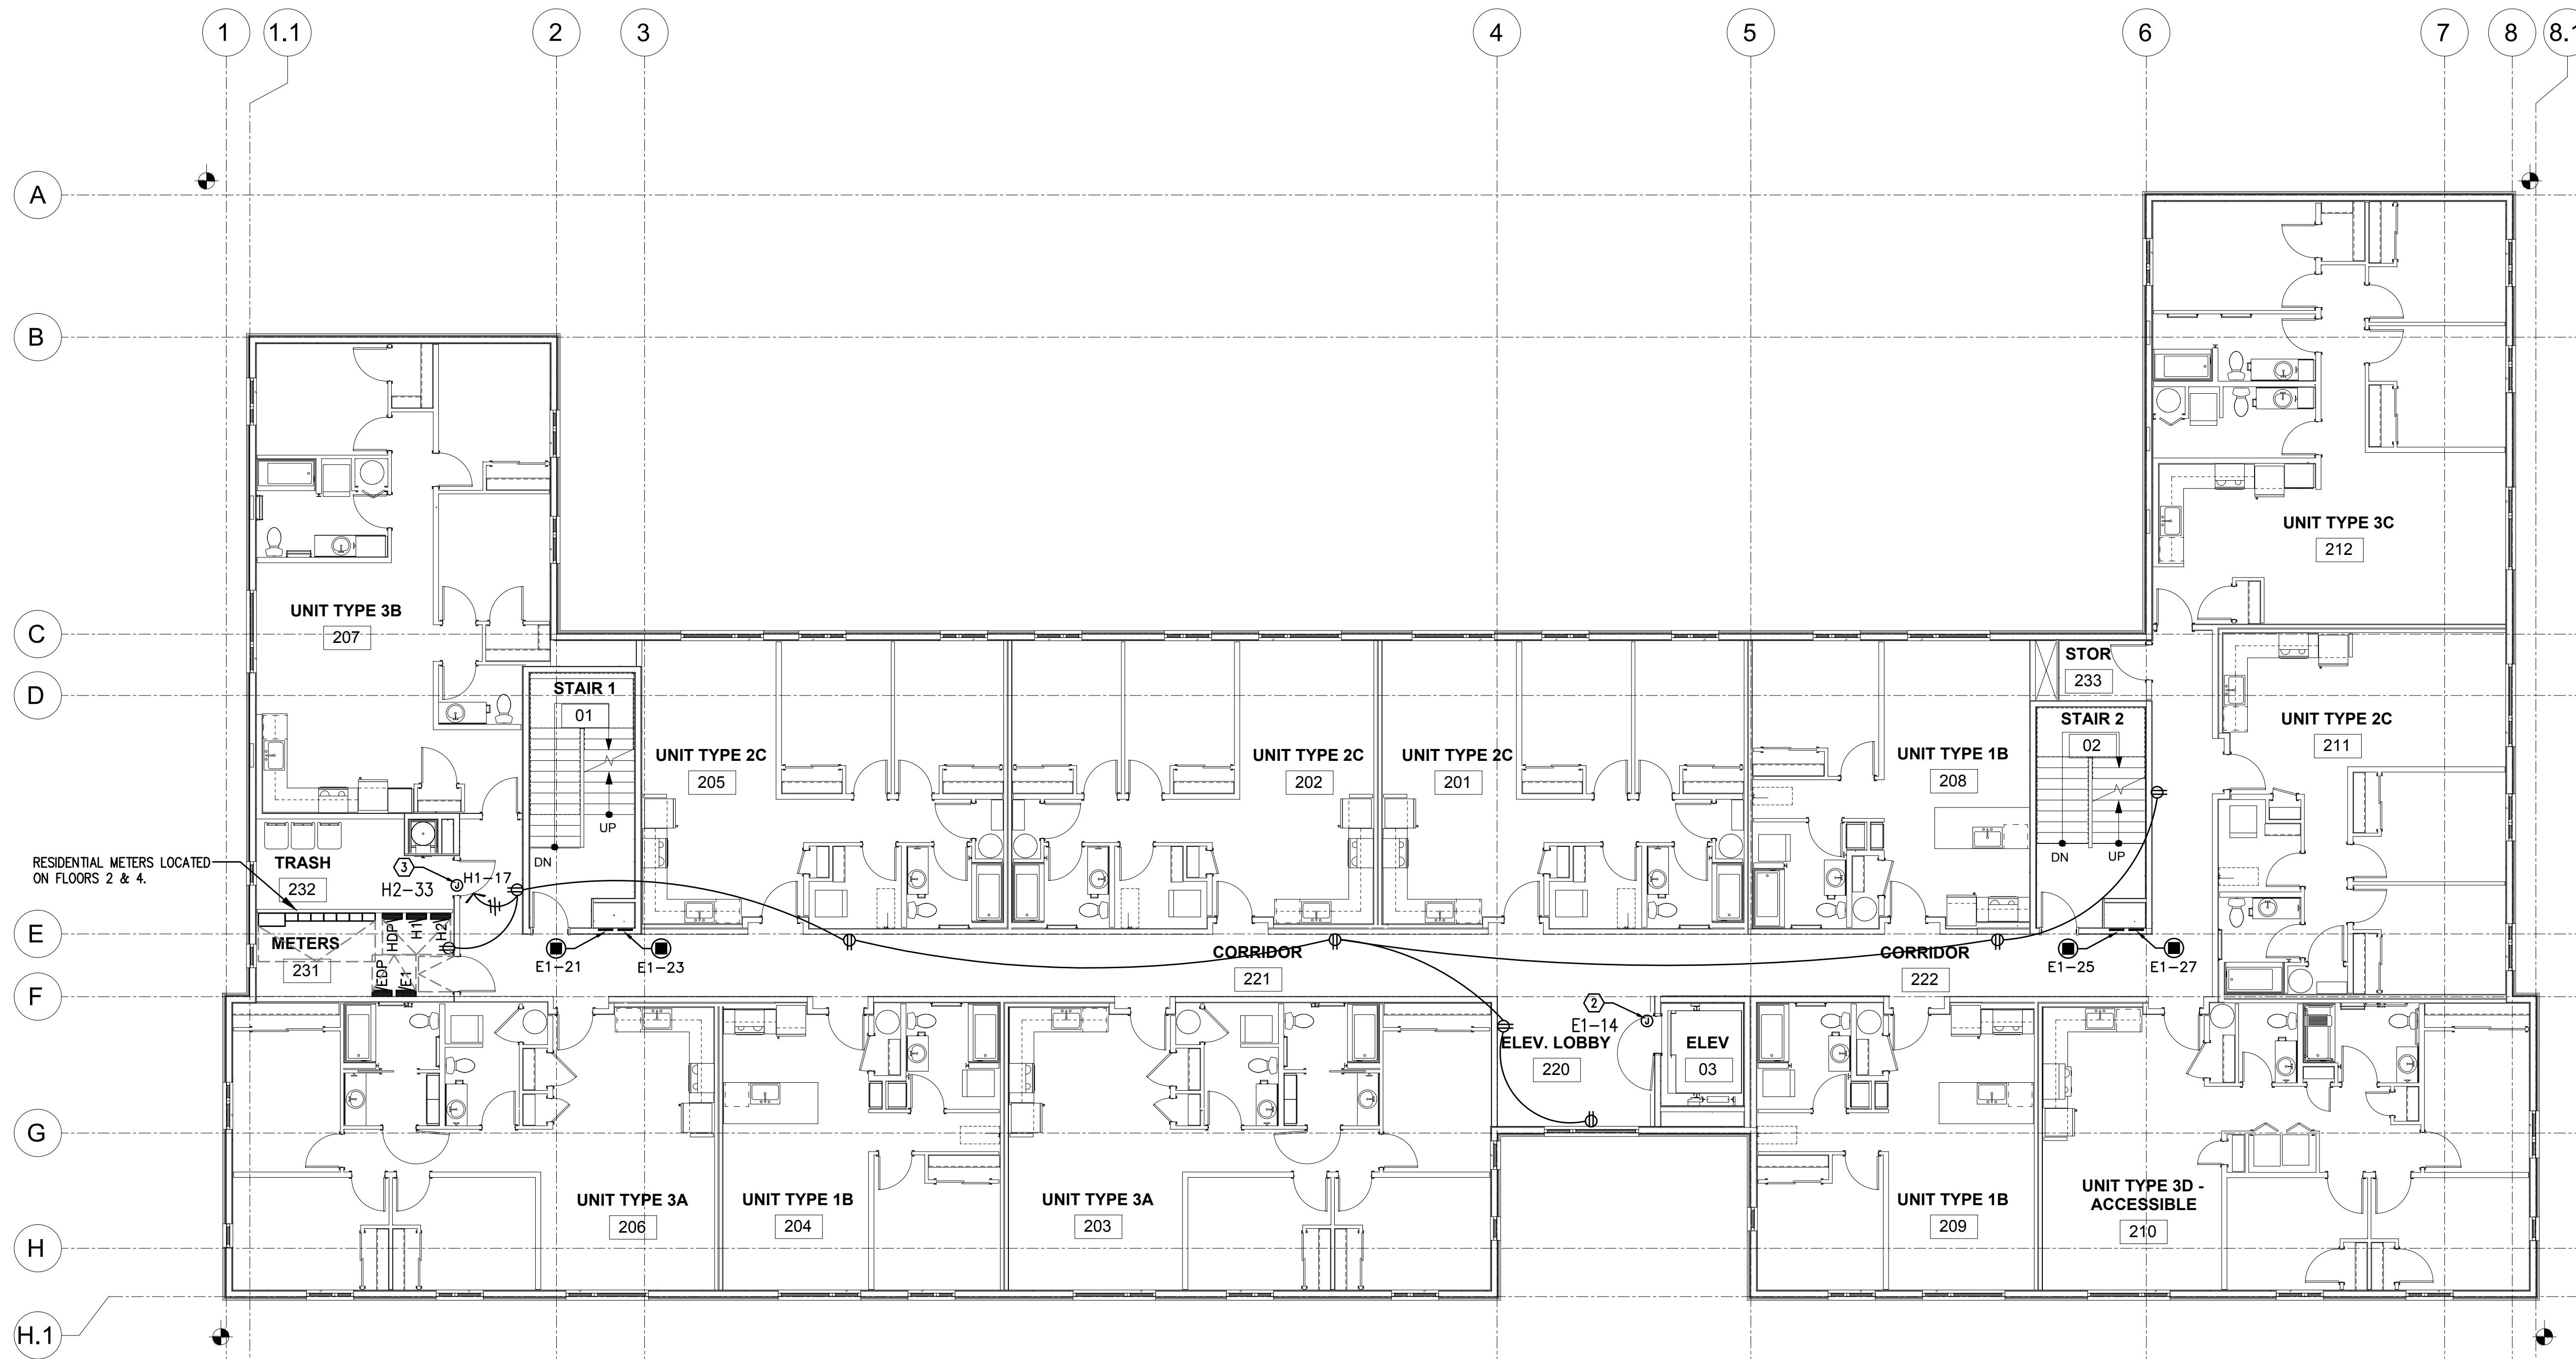 1
1.1
2
3
4
5
6
7
8
A
B
C
D
E
F
G
H
H.1
UNIT TYPE 3C
212
UNIT TYPE 3B
207
STOR
233
STAIR 1
01
STAIR 2
02
UNIT TYPE 2C
211
UNIT TYPE 2C
205
UNIT TYPE 2C
202
UNIT TYPE 2C
201
UNIT TYPE 1B
208
UP
DN
DN
UP
RESIDENTIAL METERS LOCATED
ON FLOORS 2 & 4.
TRASH
232
3
H2-33
J
H1-17
METERS
231
HDP
H1
H2
EDP
E1
E1-21
E1-23
CORRIDOR
221
CORRIDOR
222
E1-25
E1-27
2
E1-14
J
ELEV. LOBBY
220
ELEV
03
UNIT TYPE 3A
206
UNIT TYPE 1B
204
UNIT TYPE 3A
203
UNIT TYPE 1B
209
UNIT TYPE 3D -
ACCESSIBLE
210